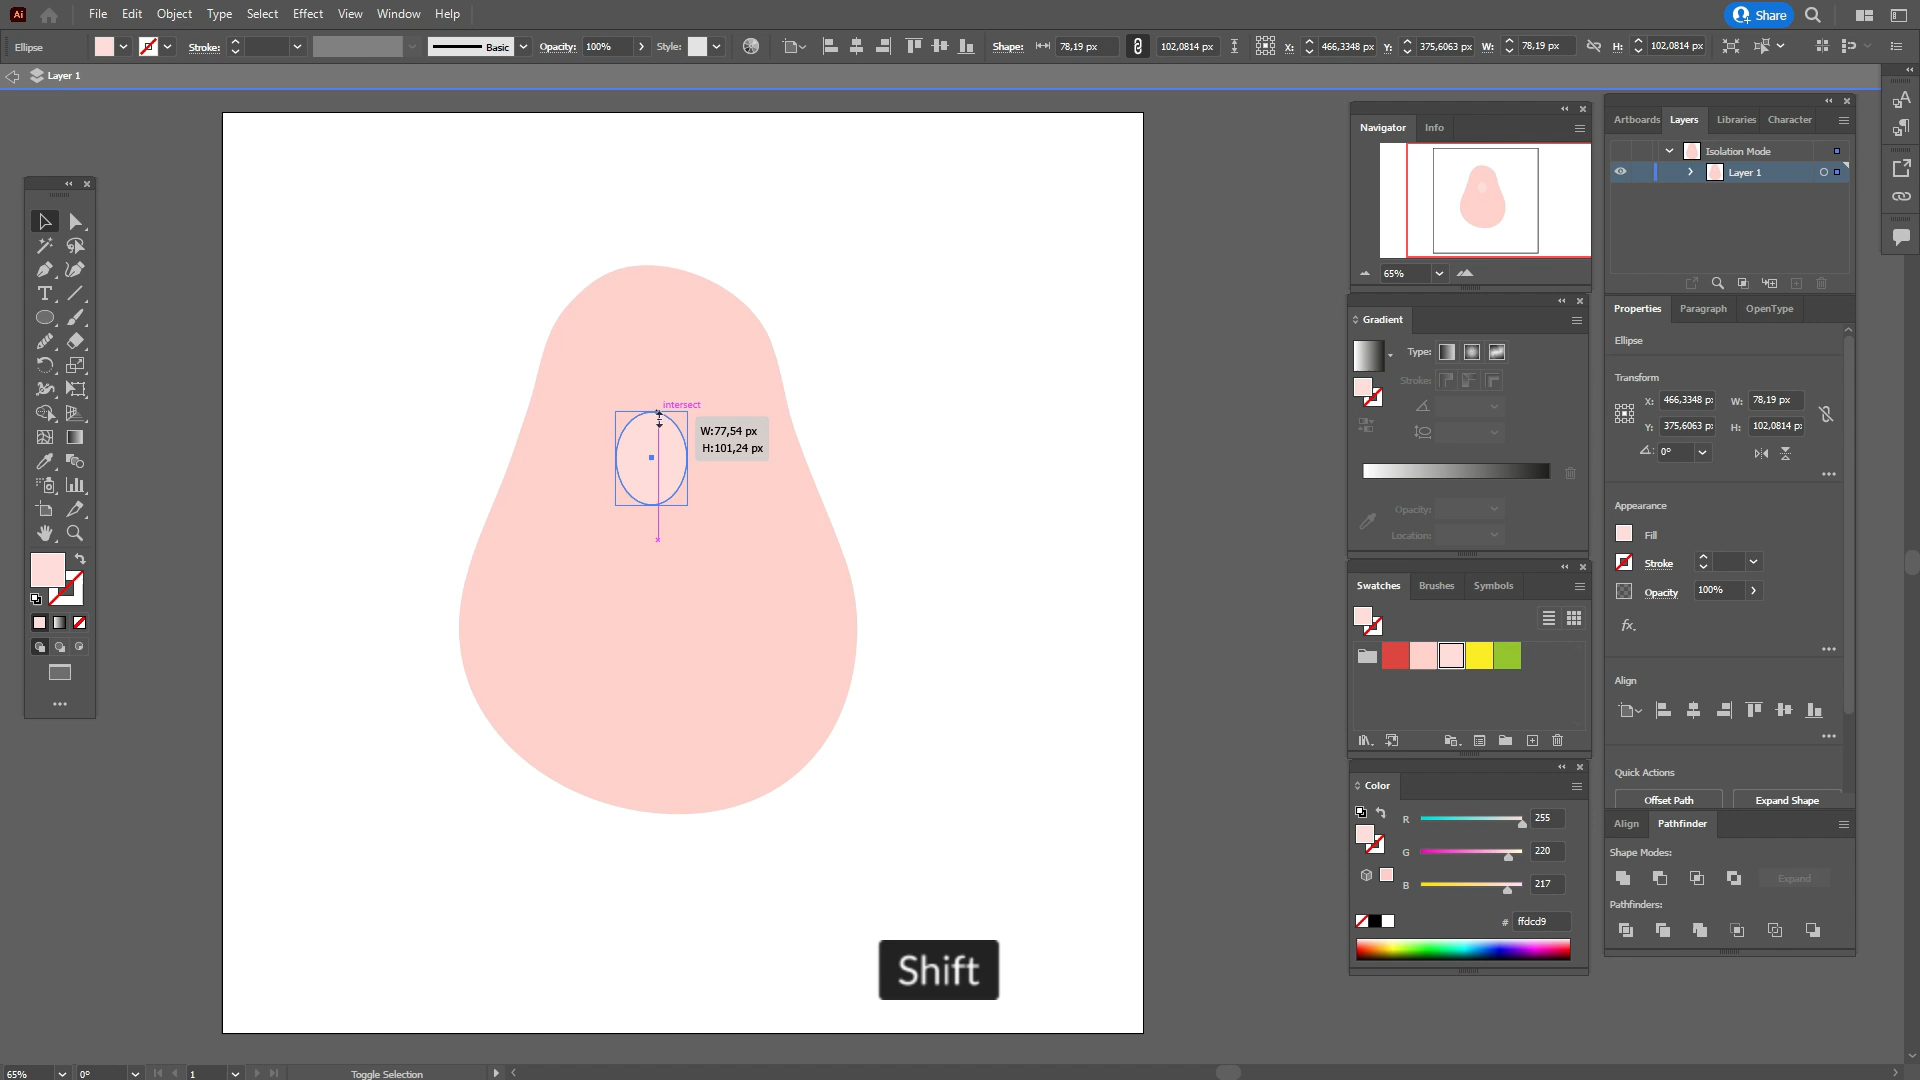 Ai File Edit Object Type Select Effect View Window Help Share
Ellipse Stroke: Basic Opacity: 100% Style: Shape: 78,19 px 102,0814 px X: 466,3348 px Y: 375,6063 px W: 78,19 px H: 102,0814 px
Layer 1
Navigator Info
65%
Artboards Layers Libraries Character
Isolation Mode
Layer 1
intersect
W:77,54 px
H:101,24 px
Gradient
Type:
Stroke:
Opacity:
Location:
Properties Paragraph OpenType
Ellipse
Transform
X: 466,3348 p W: 78,19 px
Y: 375,6063 p H: 102,0814 p
0°
Appearance
Fill
Stroke
Opacity 100%
fx.
Align
Quick Actions
Offset Path Expand Shape
Swatches Brushes Symbols
Color
R 255
G 220
B 217
# ffdcd9
Align Pathfinder
Shape Modes:
Expand
Pathfinders:
Shift
65% 0° 1 Toggle Selection